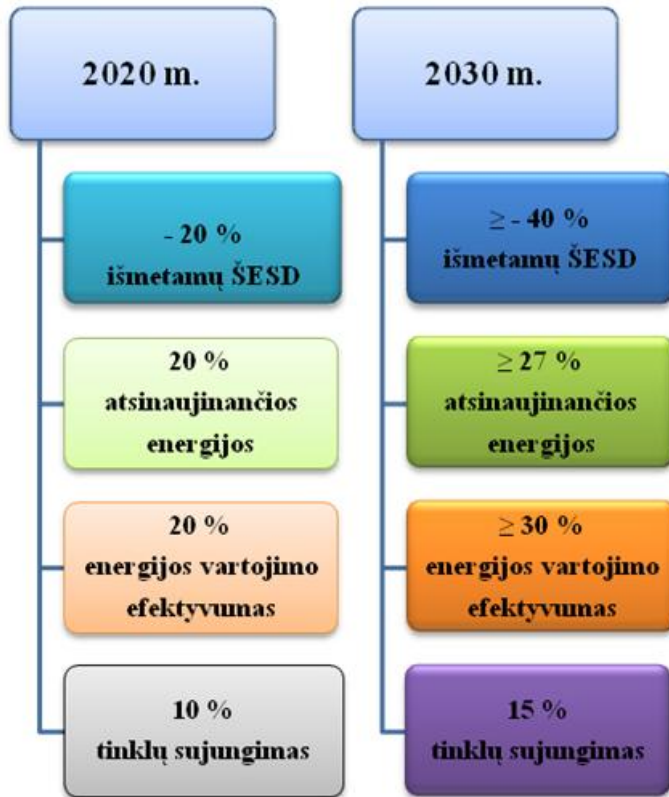 2020 m.
- 20 %
išmetamų ŠESD
20 %
atsinaujinančios
energijos
20 %
energijos vartojimo
efektyvumas
10 %
tinklų sujungimas
2030 m.
≥ - 40 %
išmetamų ŠESD
≥ 27 %
atsinaujinančios
energijos
≥ 30 %
energijos vartojimo
efektyvumas
15 %
tinklų sujungimas